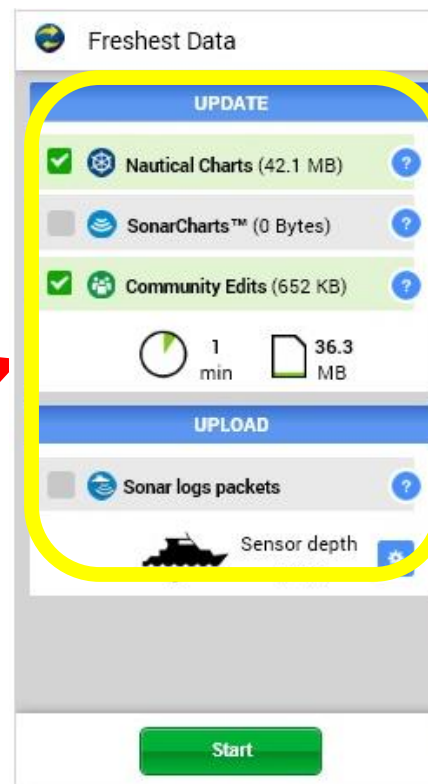 Freshest Data
UPDATE
Nautical Charts (42.1 MB) ?
SonarCharts™ (0 Bytes) ?
Community Edits (652 KB) ?
1 min 36.3 MB
UPLOAD
Sonar logs packets ?
Sensor depth
Start